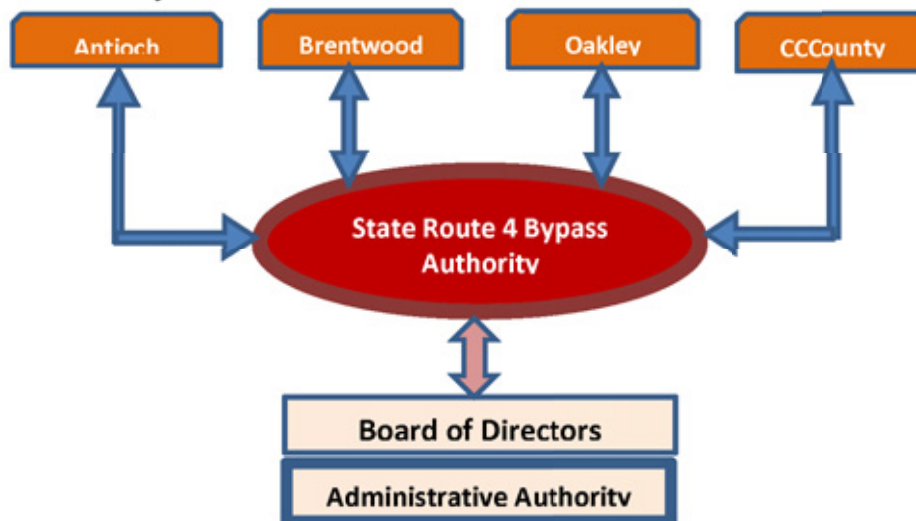 Antioch
Brentwood
Oakley
CCCounty
State Route 4 Bypass
Authority
Board of Directors
Administrative Authority